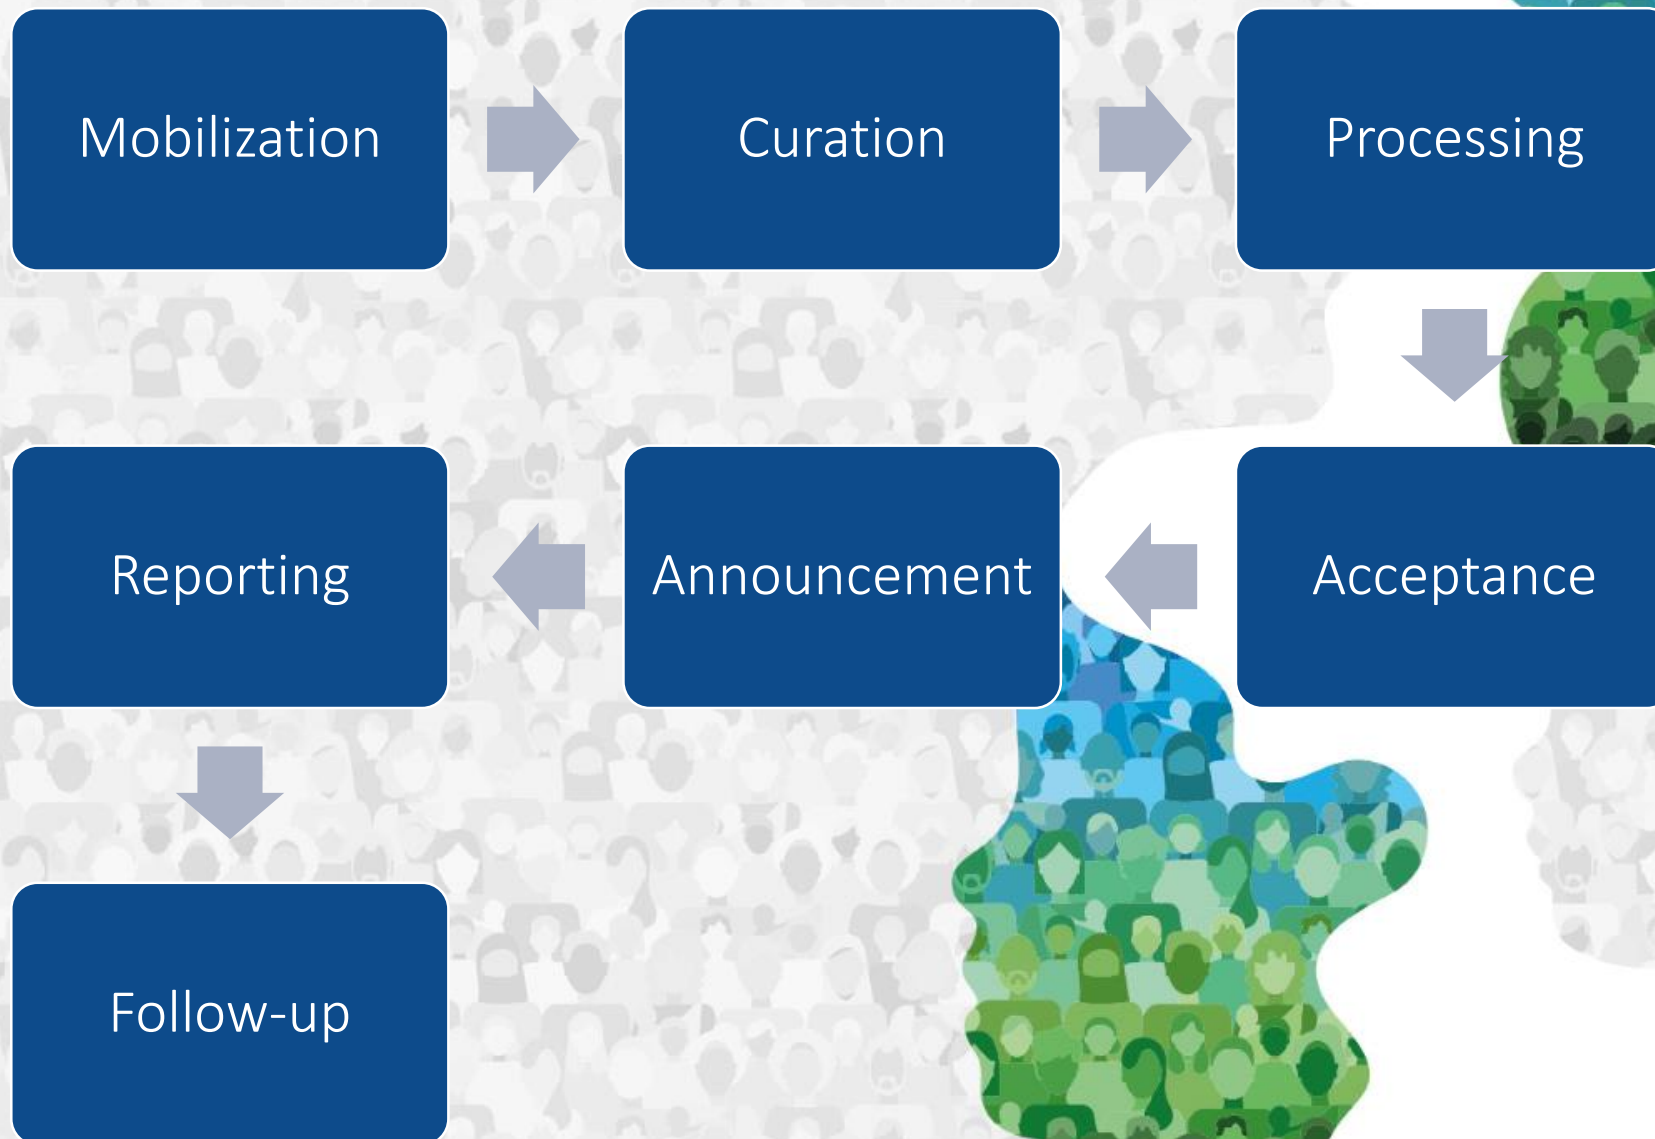 Mobilization
Curation
Processing
Acceptance
Announcement
Reporting
Follow-up